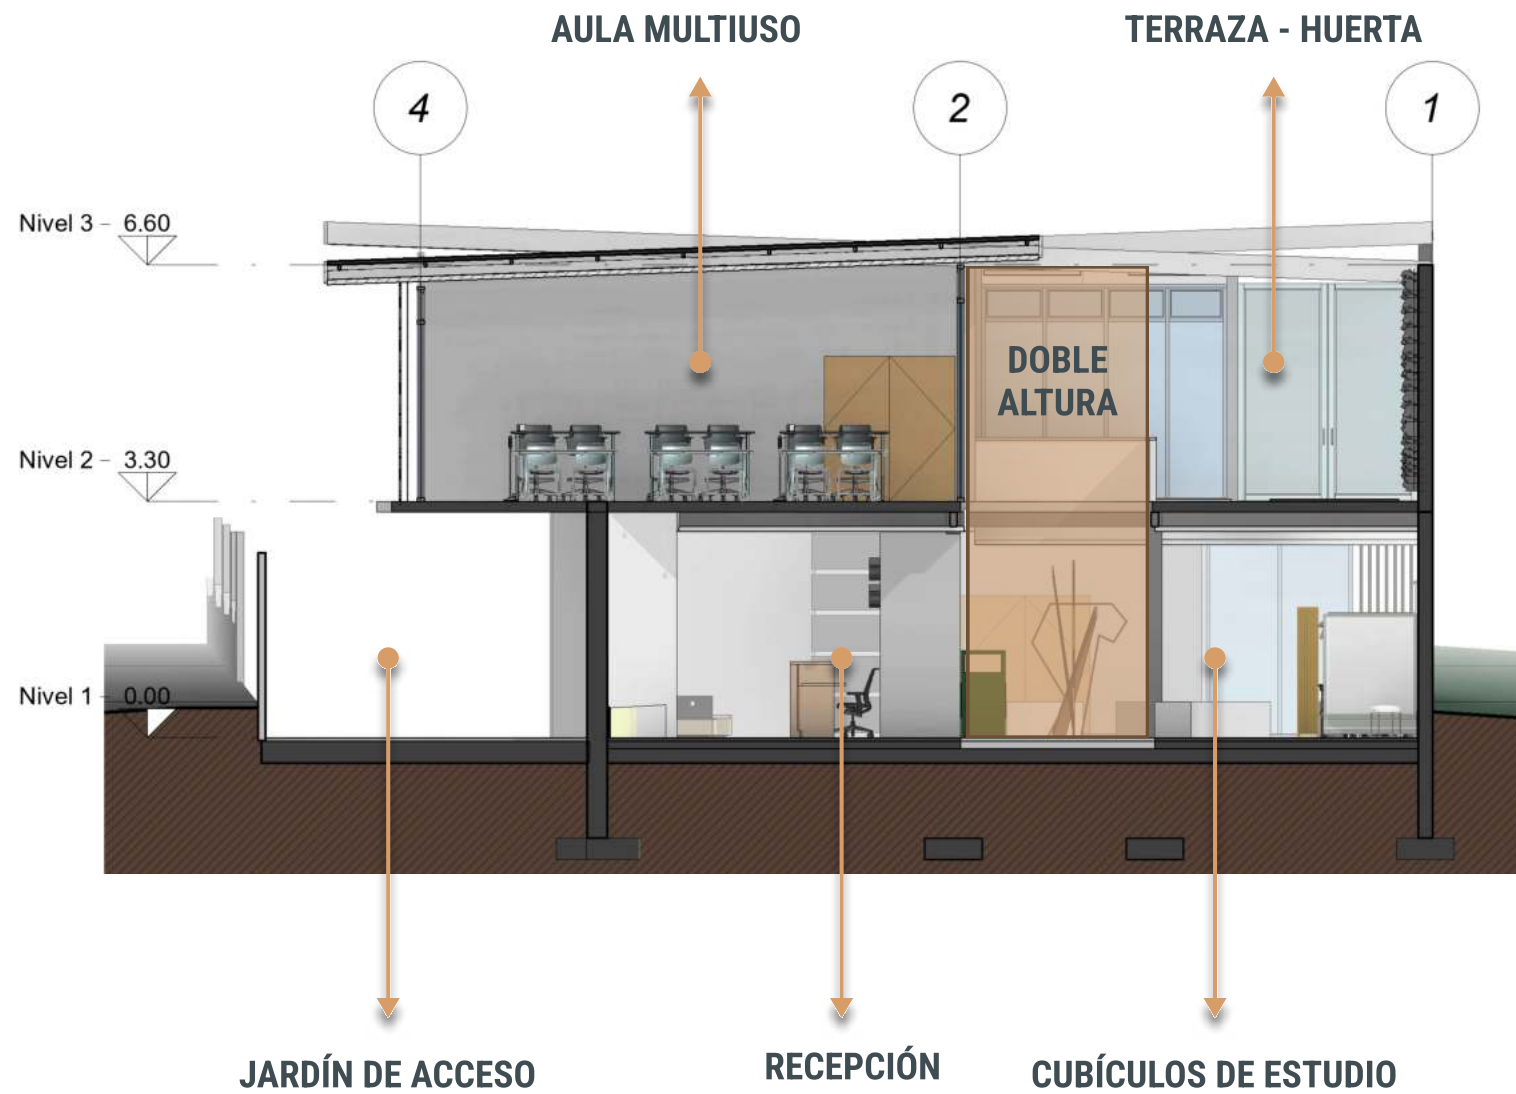 AULA MULTIUSO
TERRAZA - HUERTA
4
2
1
Nivel 3 - 6.60
DOBLE
ALTURA
Nivel 2 - 3.30
Nivel 1 - 0.00
JARDÍN DE ACCESO
RECEPCIÓN
CUBÍCULOS DE ESTUDIO